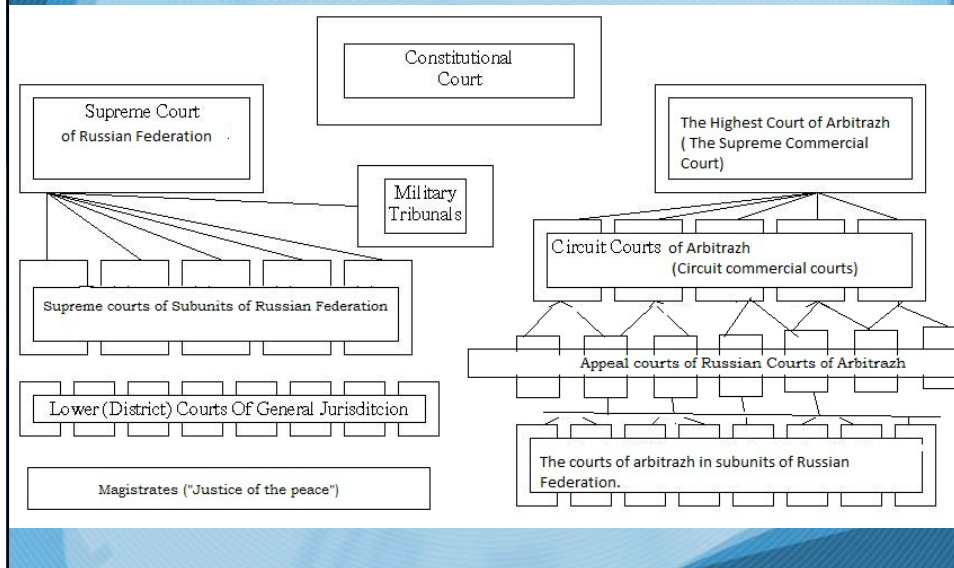 Constitutional
Court
Supreme Court
of Russian Federation .
The Highest Court of Arbitrazh
( The Supreme Commercial
Court)
Military
Tribunals
Circuit Courts of Arbitrazh
(Circuit commercial courts)
Supreme courts of Subunits of Russian Federation
Appeal courts of Russian Courts of Arbitrazh
Lower (District) Courts Of General Jurisditcion
The courts of arbitrazh in subunits of Russian
Federation.
Magistrates ("Justice of the peace")